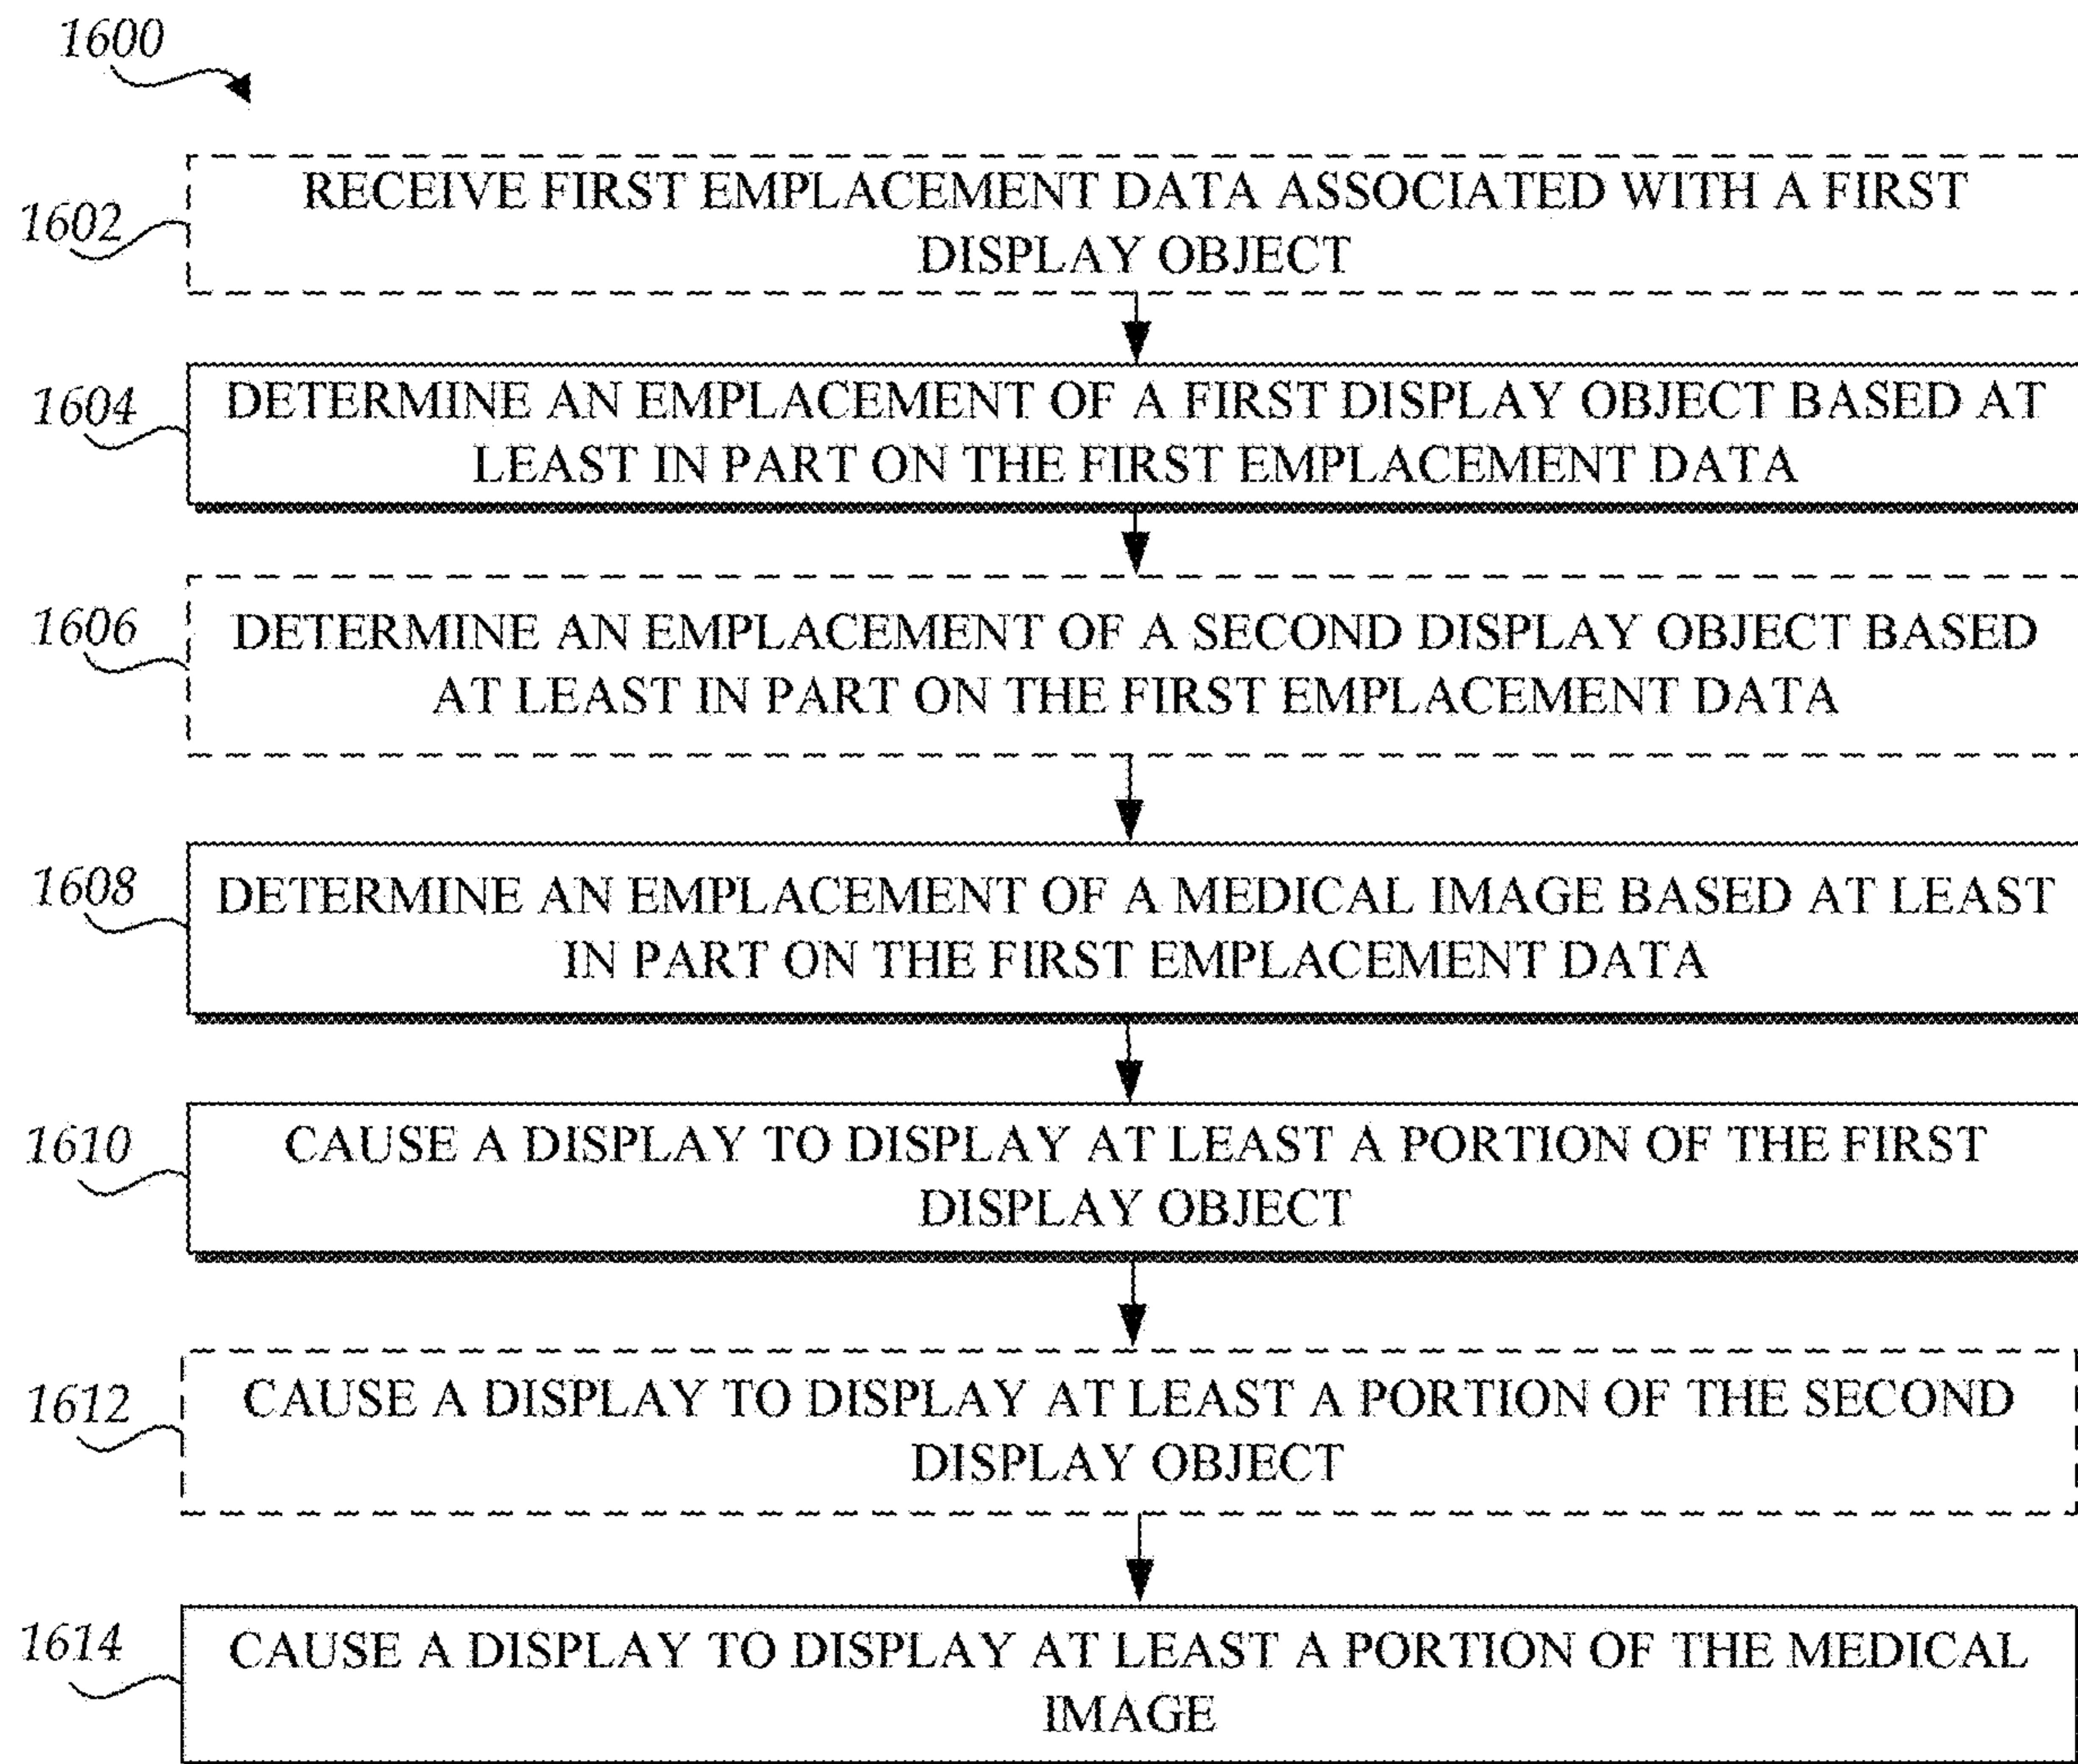 1600
1602
RECEIVE FIRST EMPLACEMENT DATA ASSOCIATED WITH A FIRST
DISPLAY OBJECT
1604
DETERMINE AN EMPLACEMENT OF A FIRST DISPLAY OBJECT BASED AT
LEAST IN PART ON THE FIRST EMPLACEMENT DATA
1606
DETERMINE AN EMPLACEMENT OF A SECOND DISPLAY OBJECT BASED
AT LEAST IN PART ON THE FIRST EMPLACEMENT DATA
1608
DETERMINE AN EMPLACEMENT OF A MEDICAL IMAGE BASED AT LEAST
IN PART ON THE FIRST EMPLACEMENT DATA
1610
CAUSE A DISPLAY TO DISPLAY AT LEAST A PORTION OF THE FIRST
DISPLAY OBJECT
1612
CAUSE A DISPLAY TO DISPLAY AT LEAST A PORTION OF THE SECOND
DISPLAY OBJECT
1614
CAUSE A DISPLAY TO DISPLAY AT LEAST A PORTION OF THE MEDICAL
IMAGE